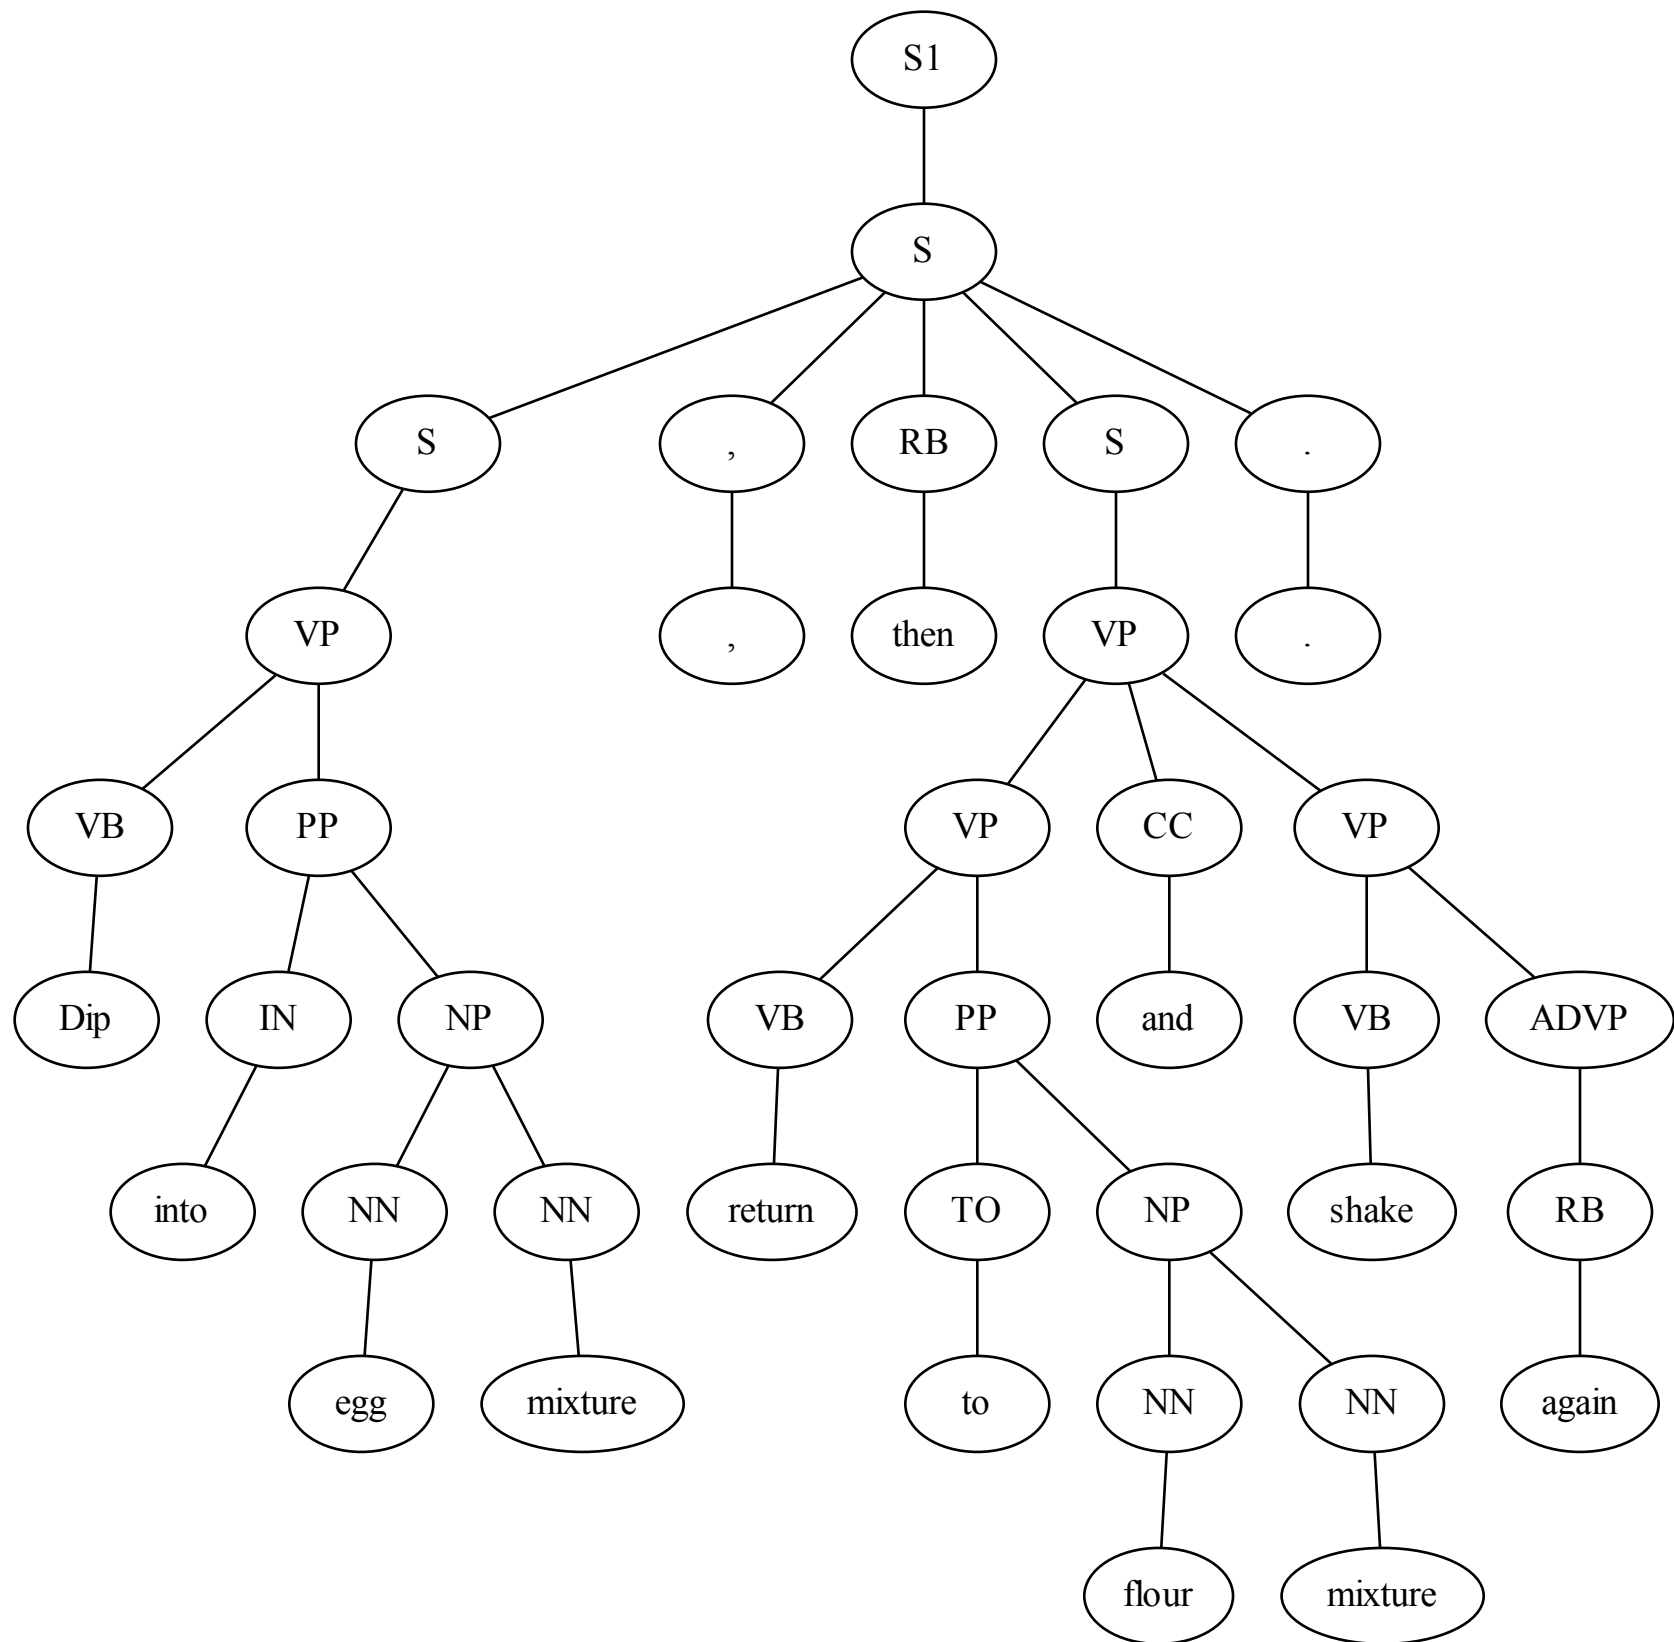 S1
S
S , RB S .
VP , then VP .
VB PP VP CC VP
Dip IN NP VB PP and VB ADVP
into NN NN return TO NP shake RB
egg mixture to NN NN again
flour mixture